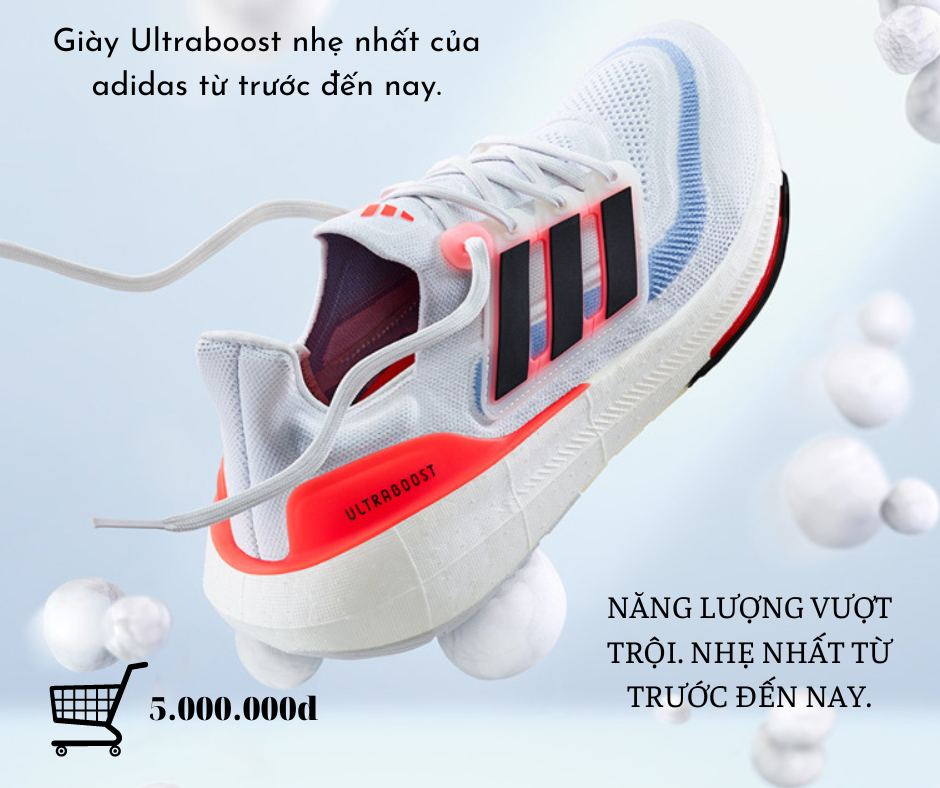 Giày Ultraboost nhẹ nhất của
adidas từ trước đến nay.
ULTRABOOST
NĂNG LƯỢNG VƯỢT
TRỘI. NHẸ NHẤT TỪ
TRƯỚC ĐẾN NAY.
5.000.000d